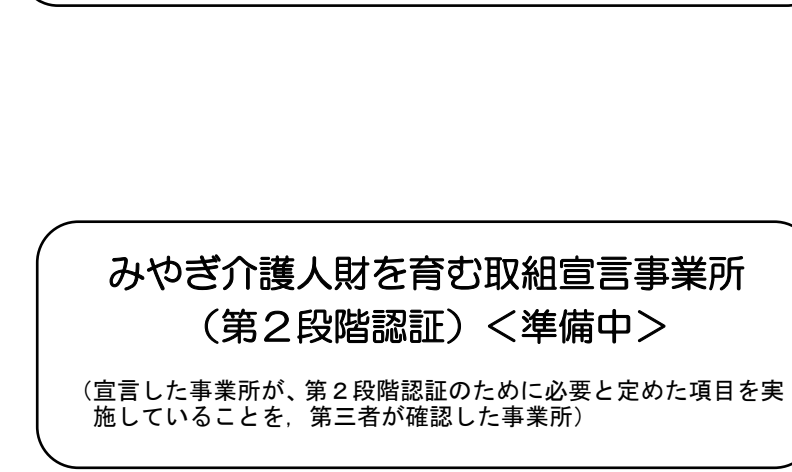 みやぎ介護人財を育む取組宣言事業所
（第２段階認証）＜準備中＞
（宣言した事業所が、第２段階認証のために必要と定めた項目を実
施していることを，第三者が確認した事業所）